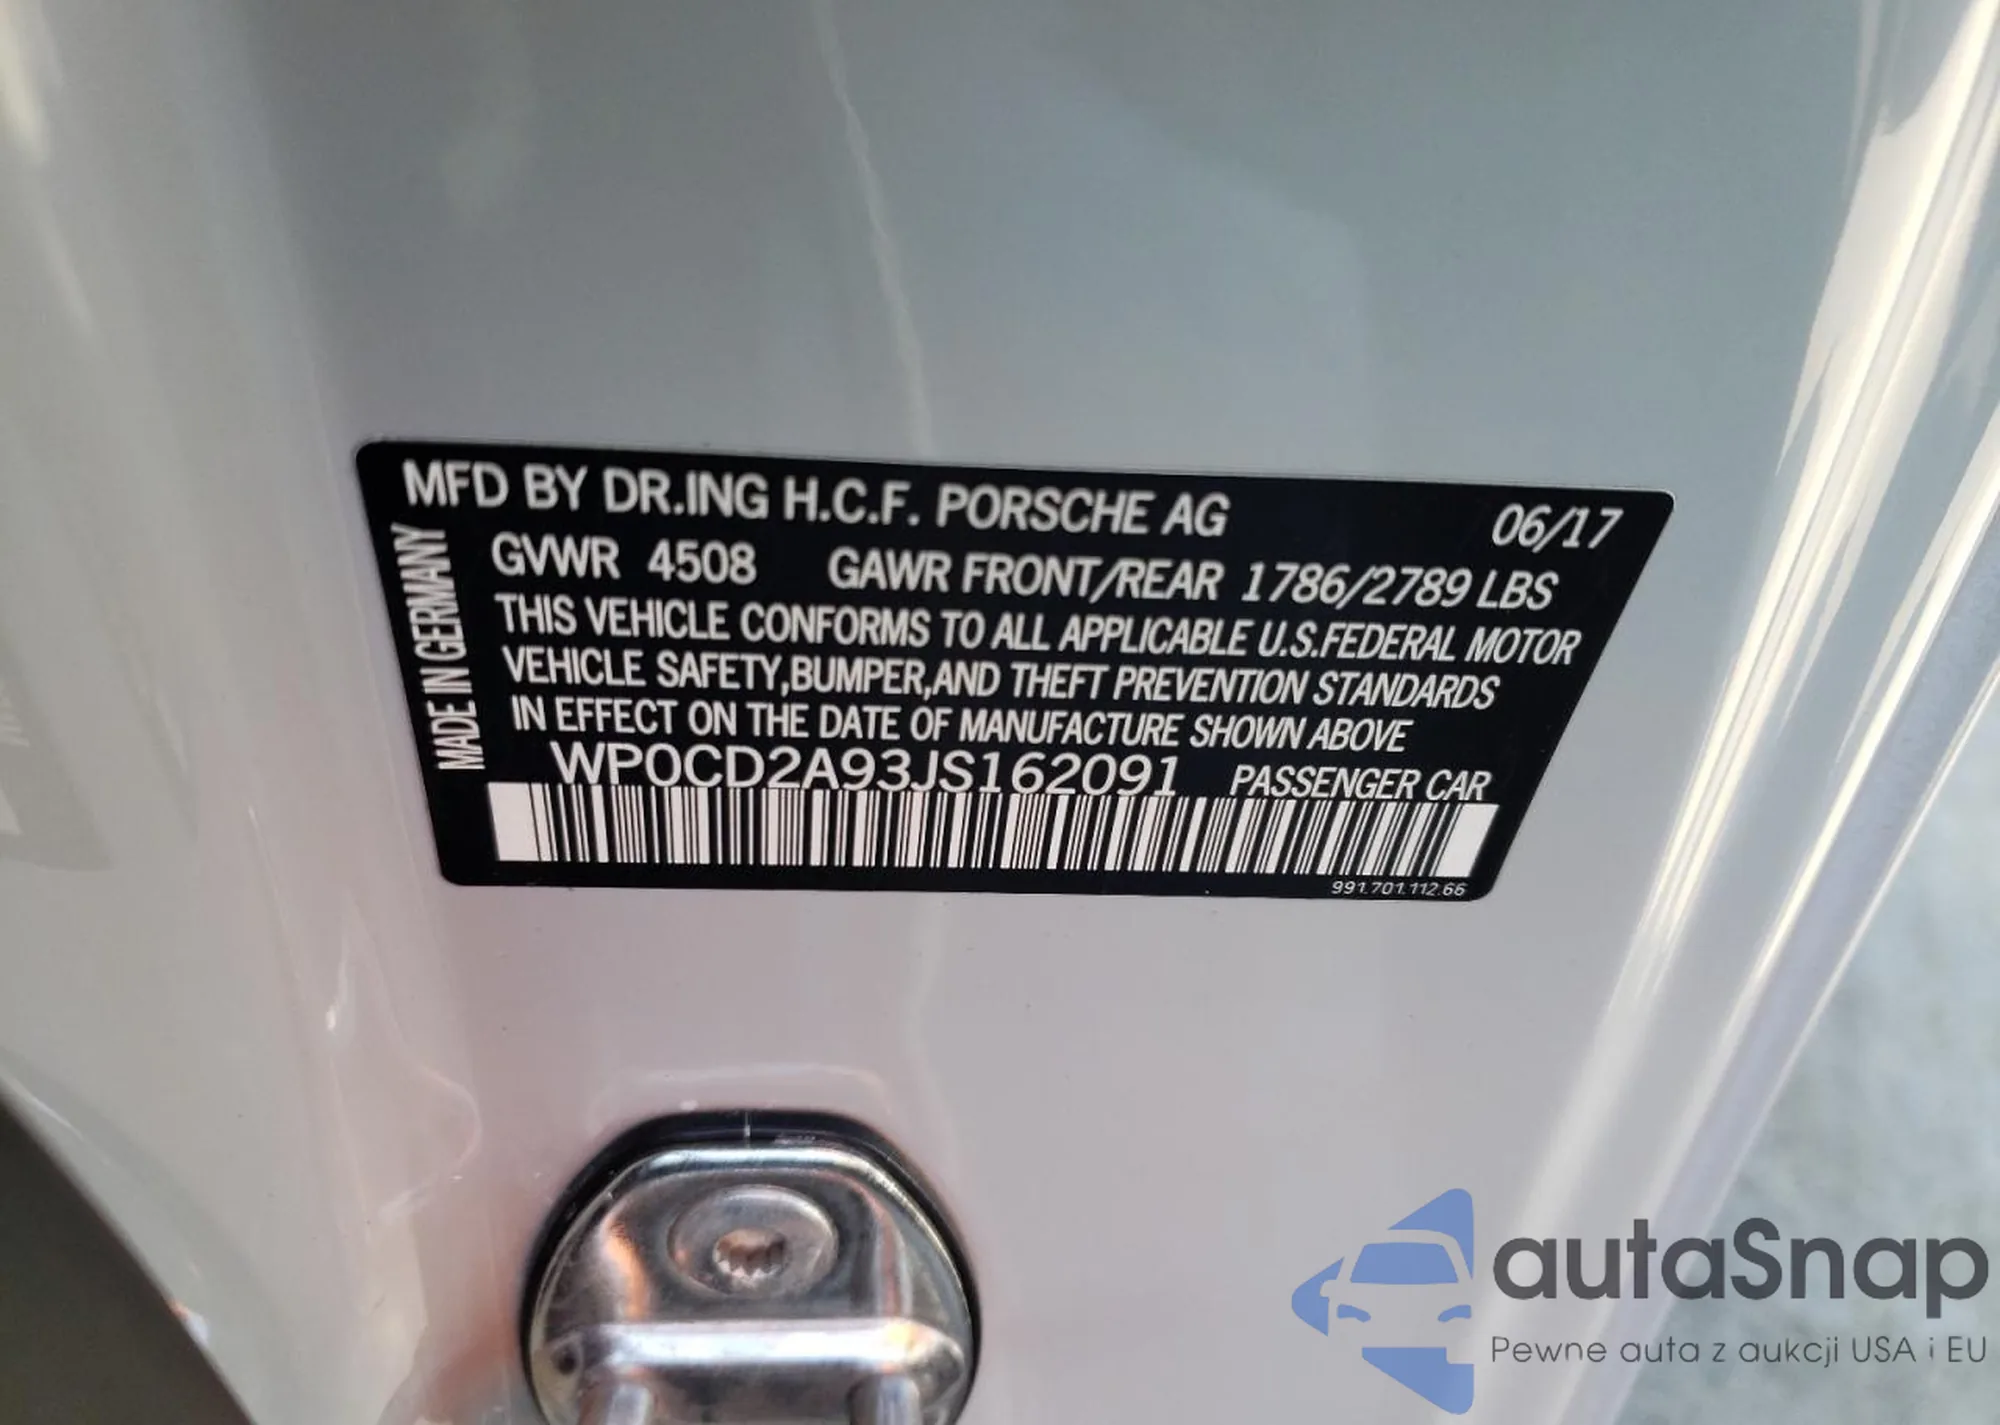 MFD BY DR.ING H.C.F. PORSCHE AG 06/17
MADE IN GERMANY
GVWR 4508 GAWR FRONT/REAR 1786/2789 LBS
THIS VEHICLE CONFORMS TO ALL APPLICABLE U.S.FEDERAL MOTOR
VEHICLE SAFETY,BUMPER,AND THEFT PREVENTION STANDARDS
IN EFFECT ON THE DATE OF MANUFACTURE SHOWN ABOVE
WP0CD2A93JS162091 PASSENGER CAR
991.701.112.66
autaSnap
Pewne auta z aukcji USA i EU